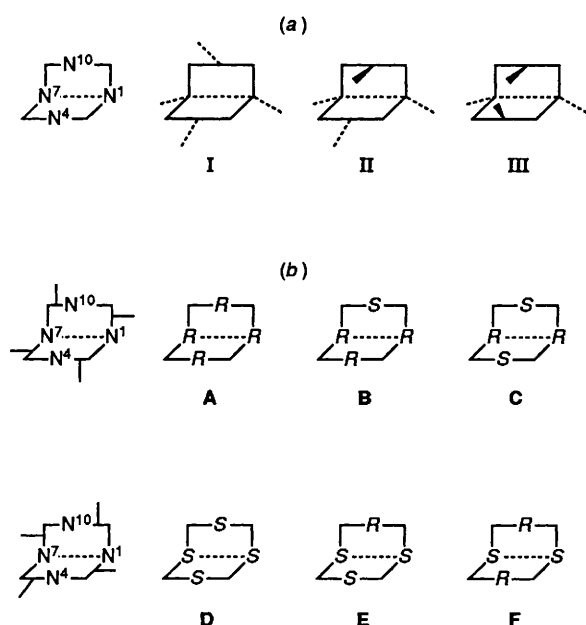 (a)
N¹⁰
N⁷ N¹
N⁴
I II III
(b)
N¹⁰ R S S
N⁷ N¹ R R R R R R
N⁴ R R S
A B C
N¹⁰ S R R
N⁷ N¹ S S S S S S
N⁴ S S R
D E F